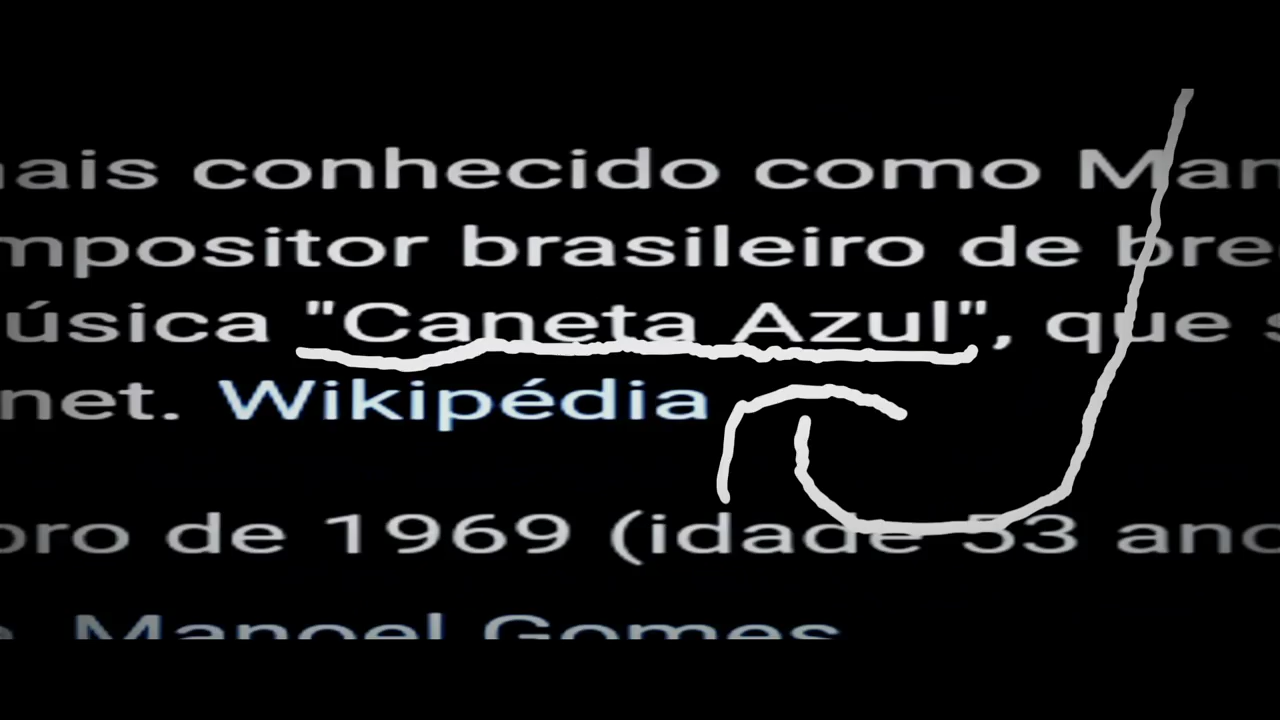 mais conhecido como Man
mpositor brasileiro de bre
úsica "Caneta Azul", que s
net. Wikipédia
bro de 1969 (idade 53 ano
Manoel Gomes